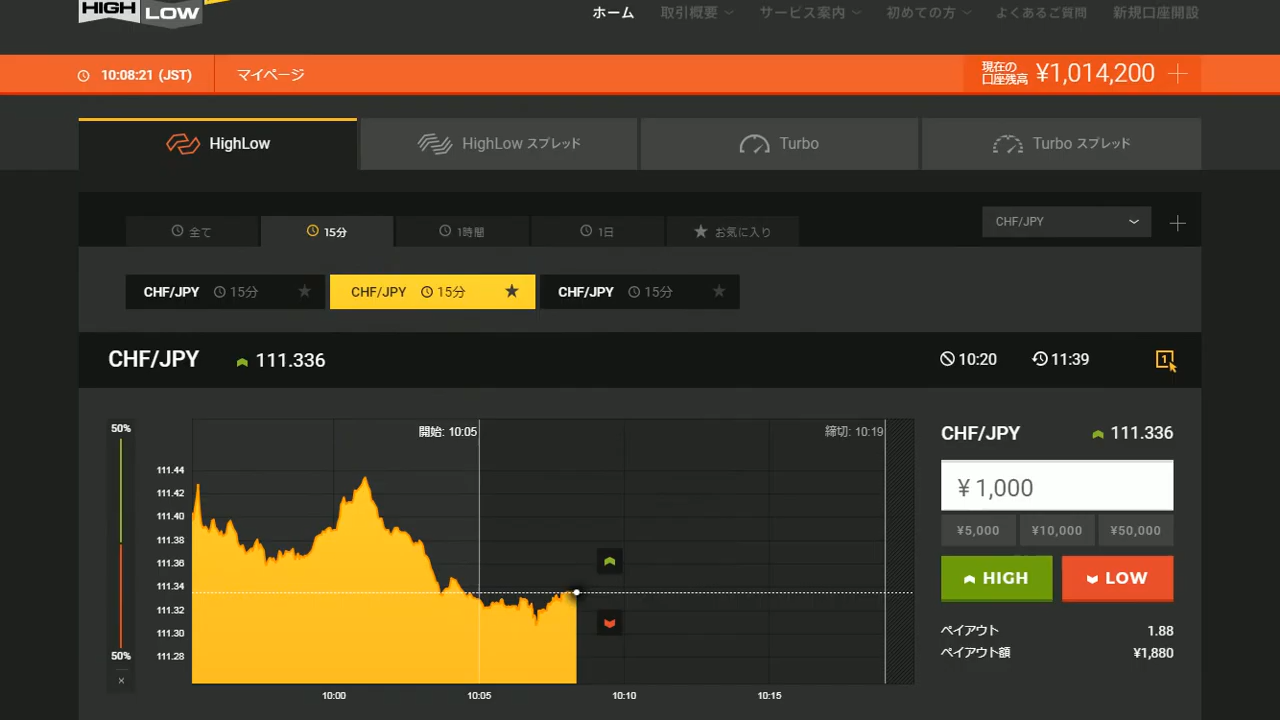 HIGH LOW
ホーム 取引概要 サービス案内 初めての方 よくあるご質問 新規口座開設
10:08:21 (JST) マイページ 現在の口座残高 ¥1,014,200
HighLow HighLow スプレッド Turbo Turbo スプレッド
全て 15分 1時間 1日 お気に入り CHF/JPY
CHF/JPY 15分 CHF/JPY 15分 CHF/JPY 15分
CHF/JPY 111.336 10:20 11:39 1
50% 開始: 10:05 締切: 10:19 CHF/JPY 111.336
111.44
111.42 ¥ 1,000
111.40
111.38 ¥5,000 ¥10,000 ¥50,000
111.36
111.34 HIGH LOW
111.32
111.30 ペイアウト 1.88
50% 111.28 ペイアウト額 ¥1,880
10:00 10:05 10:10 10:15